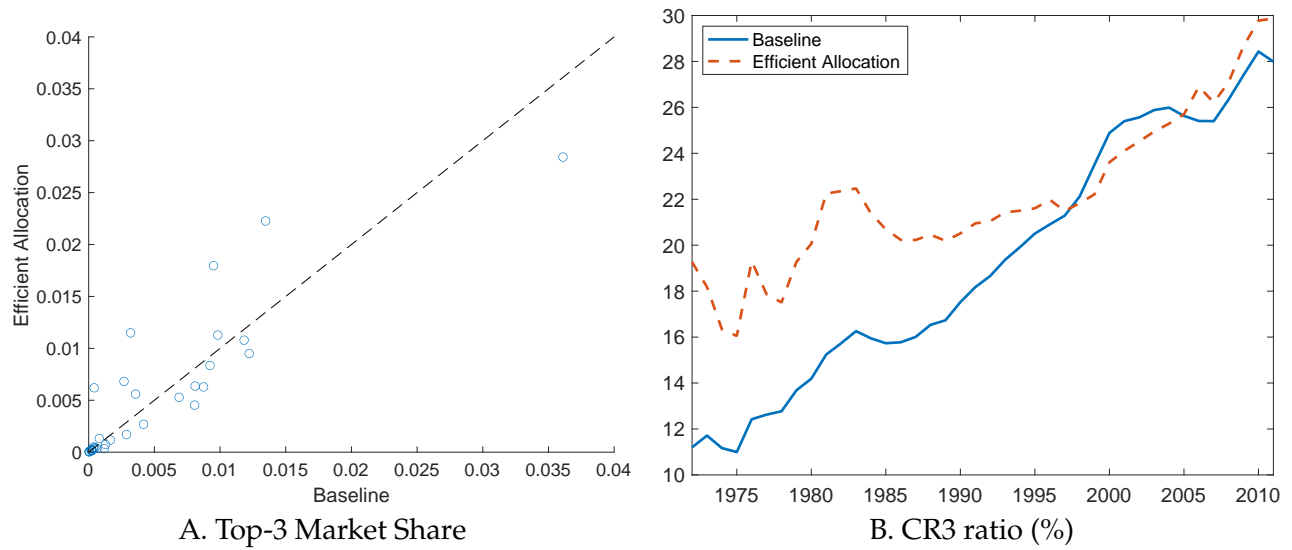 0.04
0.035
0.03
0.025
0.02
0.015
0.01
0.005
0
Efficient Allocation
0 0.005 0.01 0.015 0.02 0.025 0.03 0.035 0.04
Baseline
A. Top-3 Market Share
30
28
26
24
22
20
18
16
14
12
10
Baseline
Efficient Allocation
1975 1980 1985 1990 1995 2000 2005 2010
B. CR3 ratio (%)